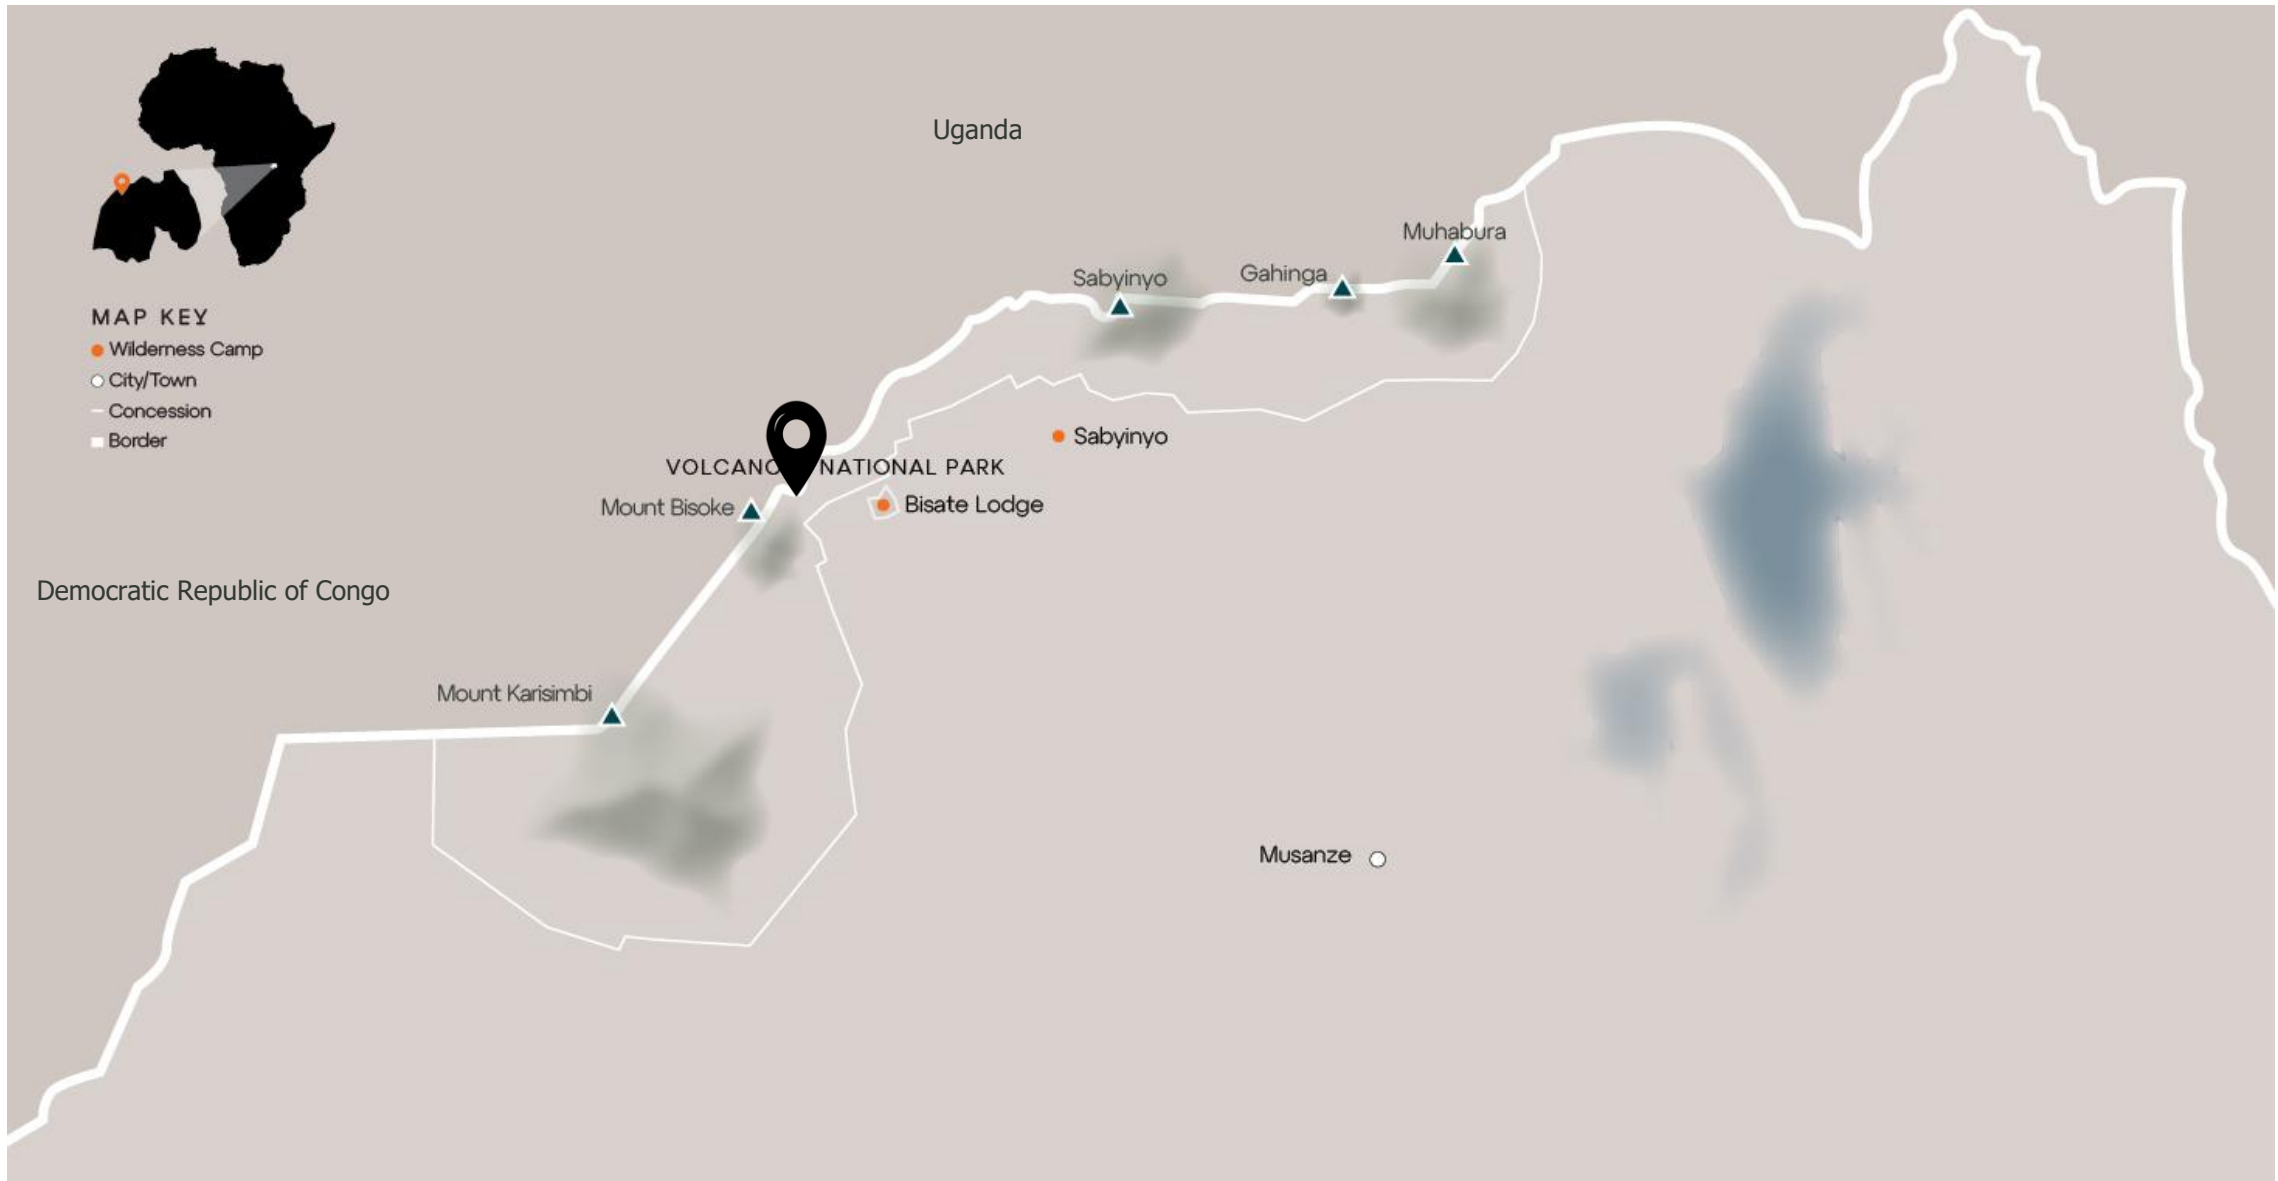 Uganda
Muhabura
Sabyinyo
Gahinga
MAP KEY
Wilderness Camp
City/Town
Concession
Border
Sabyinyo
VOLCANO NATIONAL PARK
Mount Bisoke
Bisate Lodge
Democratic Republic of Congo
Mount Karisimbi
Musanze